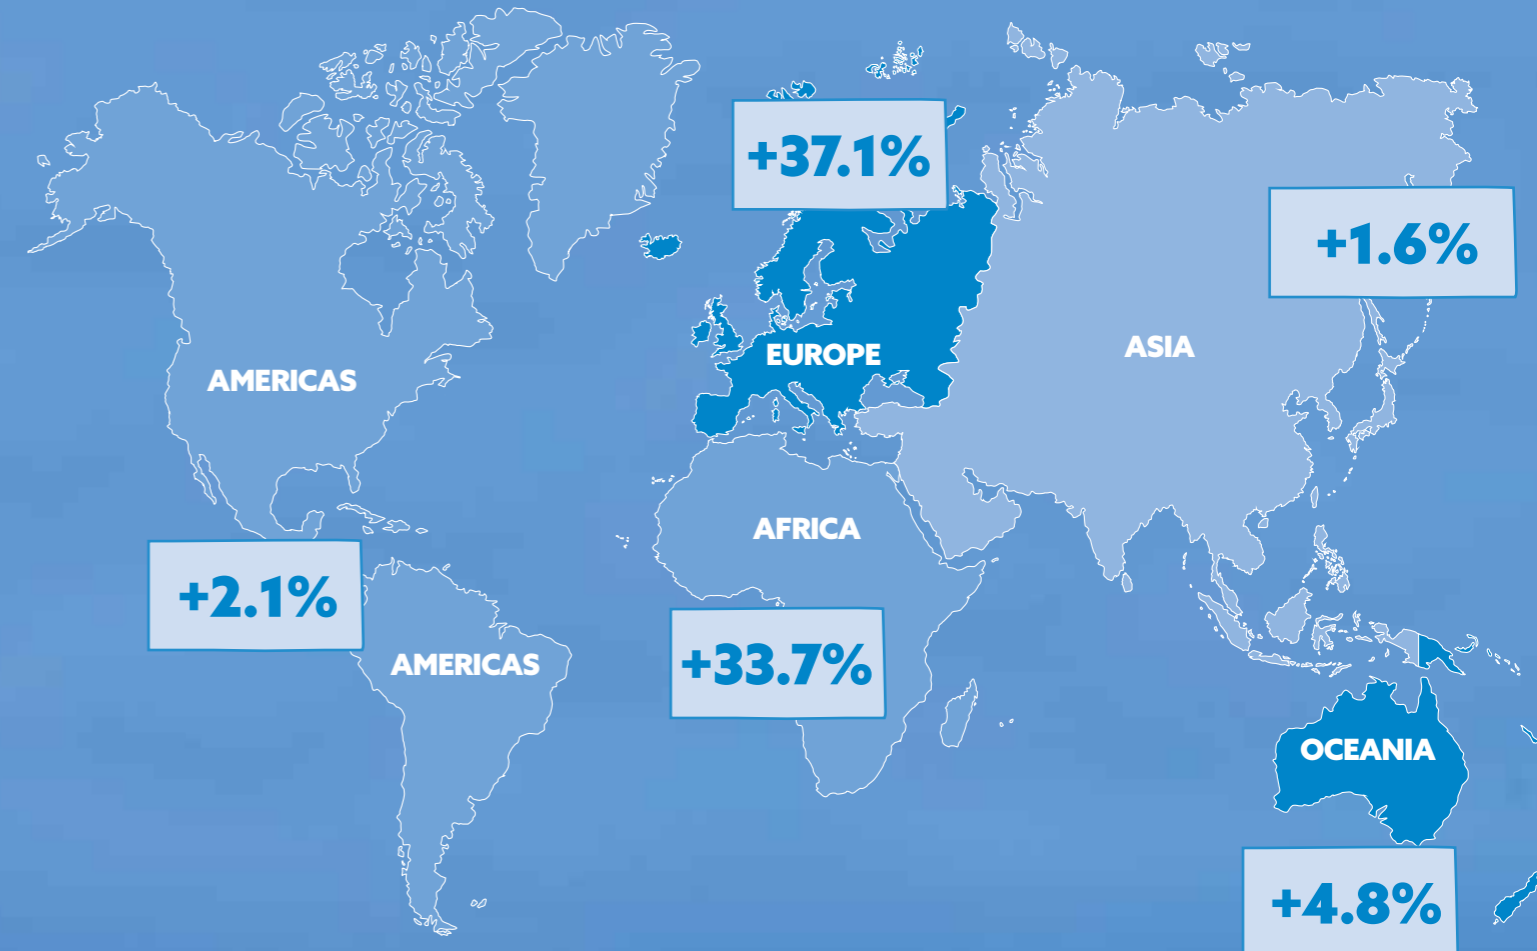 +37.1%
+1.6%
EUROPE
ASIA
AMERICAS
AFRICA
+2.1%
+33.7%
AMERICAS
OCEANIA
+4.8%